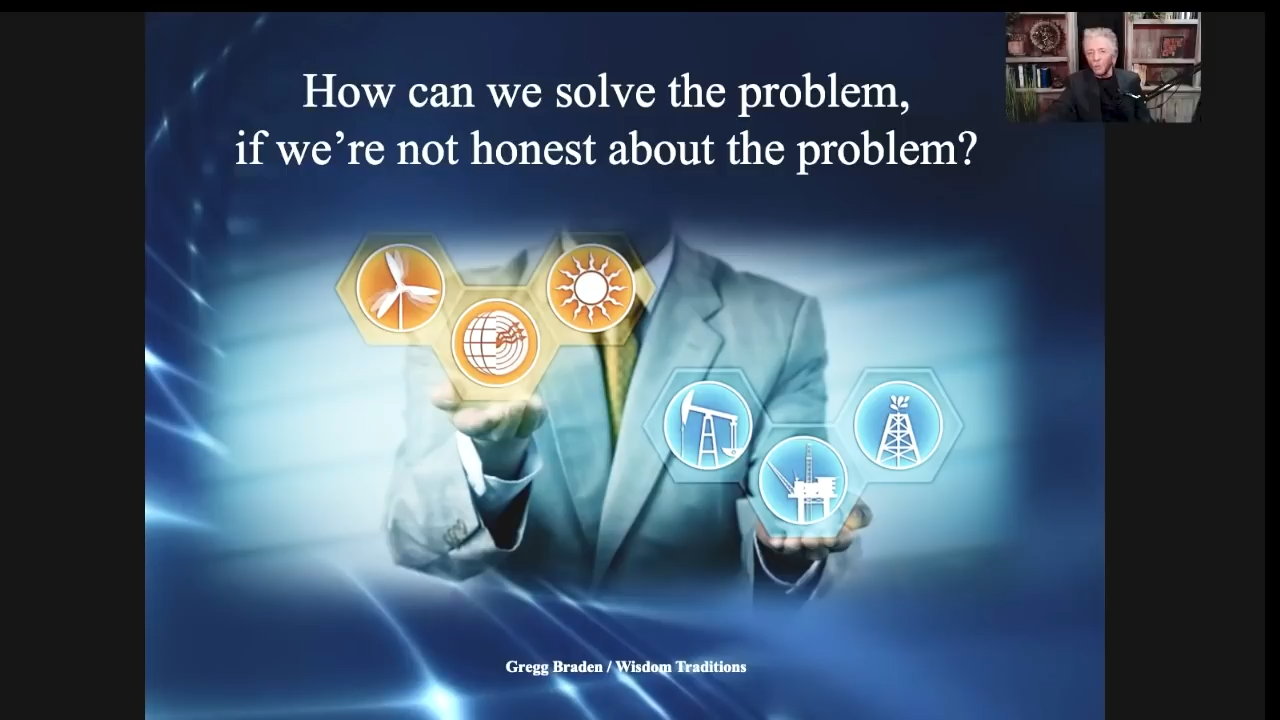 How can we solve the problem,
if we’re not honest about the problem?
Gregg Braden / Wisdom Traditions